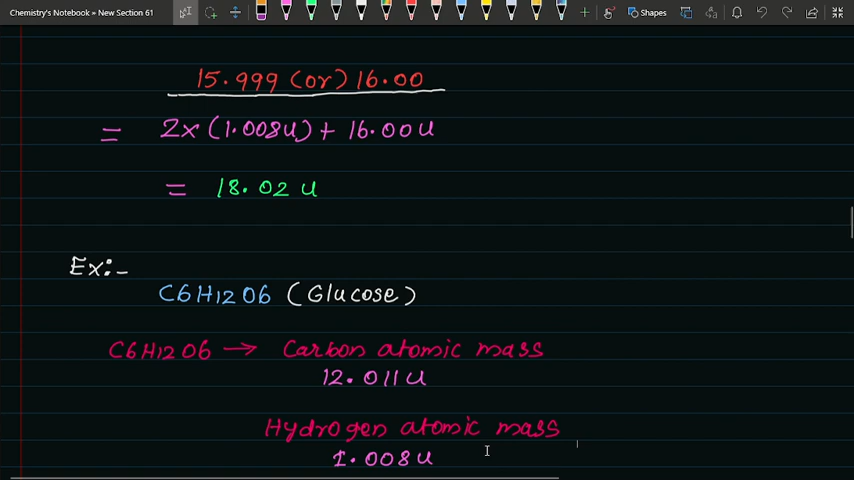 Chemistry's Notebook » New Section 61
Shapes
15.999 (or) 16.00
= 2x (1.008u) + 16.00u
= 18.02 u
Ex:-
C6H12O6 (Glucose)
C6H12O6 → Carbon atomic mass
12.011u
Hydrogen atomic mass
1.008u